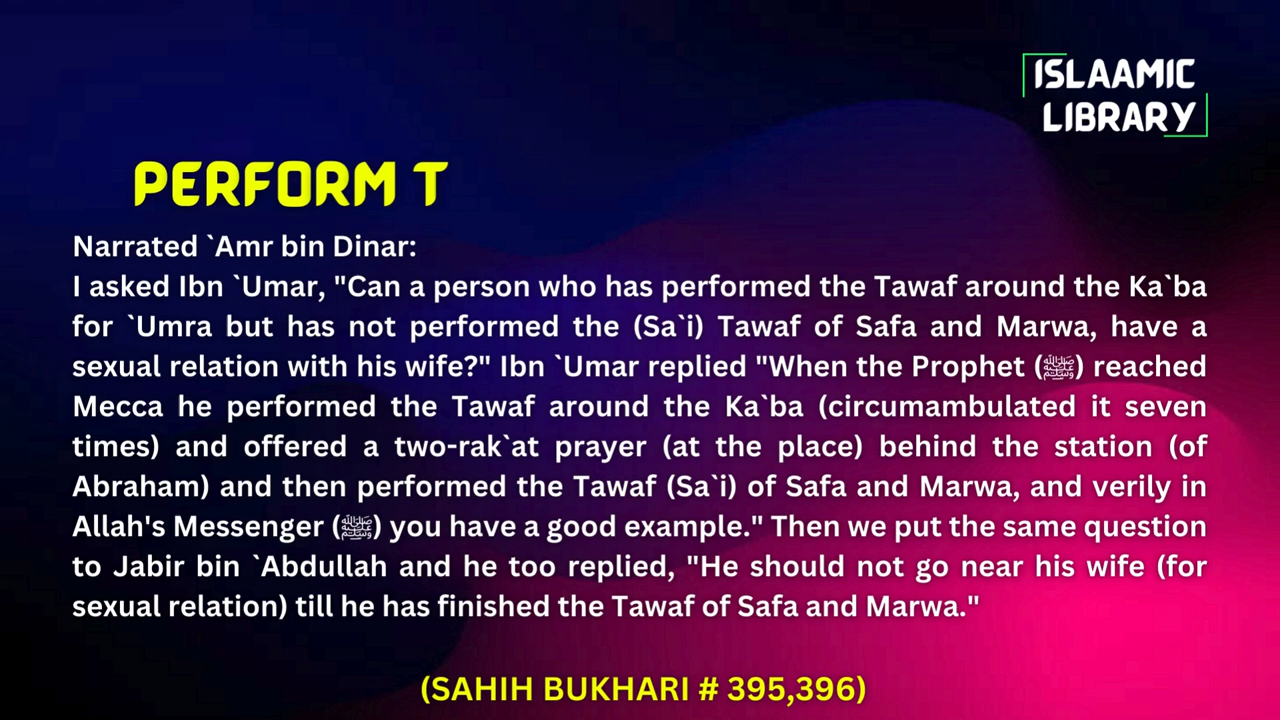 ISLAAMIC
LIBRARY
PERFORM T
Narrated `Amr bin Dinar:
I asked Ibn `Umar, "Can a person who has performed the Tawaf around the Ka`ba
for `Umra but has not performed the (Sa`i) Tawaf of Safa and Marwa, have a
sexual relation with his wife?" Ibn `Umar replied "When the Prophet (ﷺ) reached
Mecca he performed the Tawaf around the Ka`ba (circumambulated it seven
times) and offered a two-rak`at prayer (at the place) behind the station (of
Abraham) and then performed the Tawaf (Sa`i) of Safa and Marwa, and verily in
Allah's Messenger (ﷺ) you have a good example." Then we put the same question
to Jabir bin `Abdullah and he too replied, "He should not go near his wife (for
sexual relation) till he has finished the Tawaf of Safa and Marwa."
(SAHIH BUKHARI # 395,396)